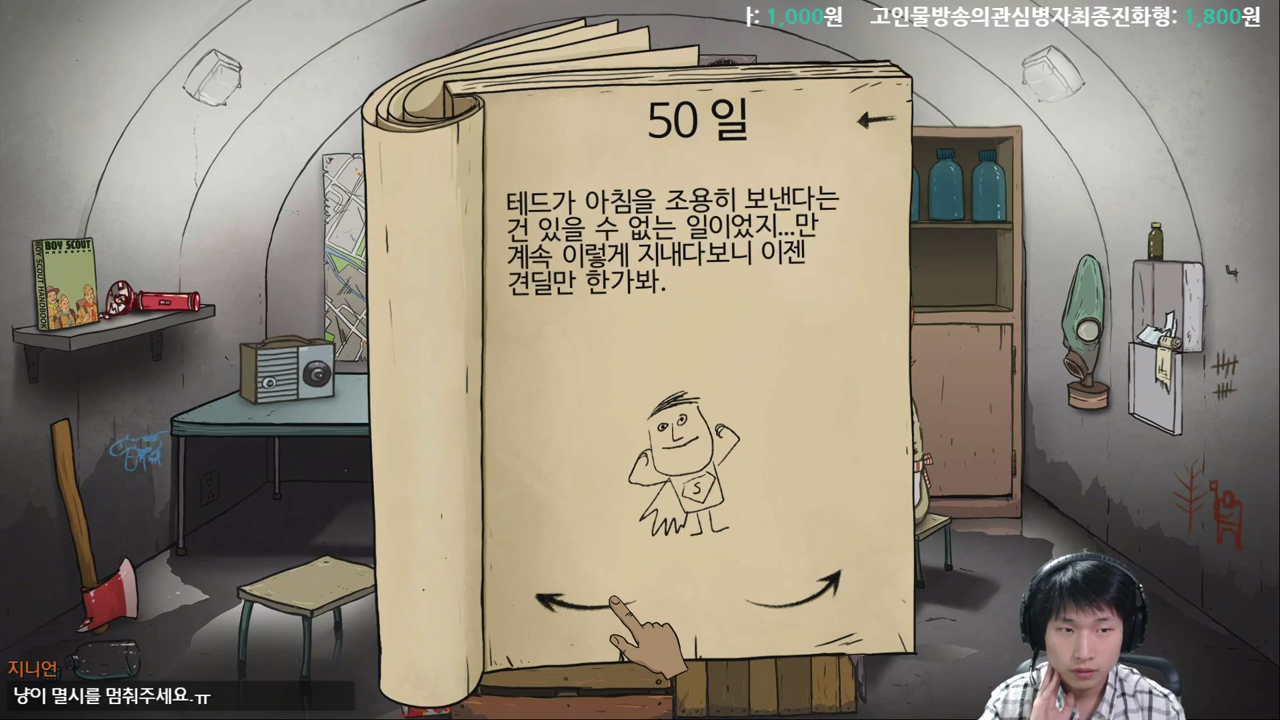 ㅏ: 1,000원 고인물방송의관심병자최종진화형: 1,800원
50 일
테드가 아침을 조용히 보낸다는
건 있을 수 없는 일이었지...만
계속 이렇게 지내다보니 이젠
견딜만 한가봐.
BOY SCOUT
BOY SCOUT HANDBOOK
S
지니언
냥이 멸시를 멈춰주세요.ㅠ